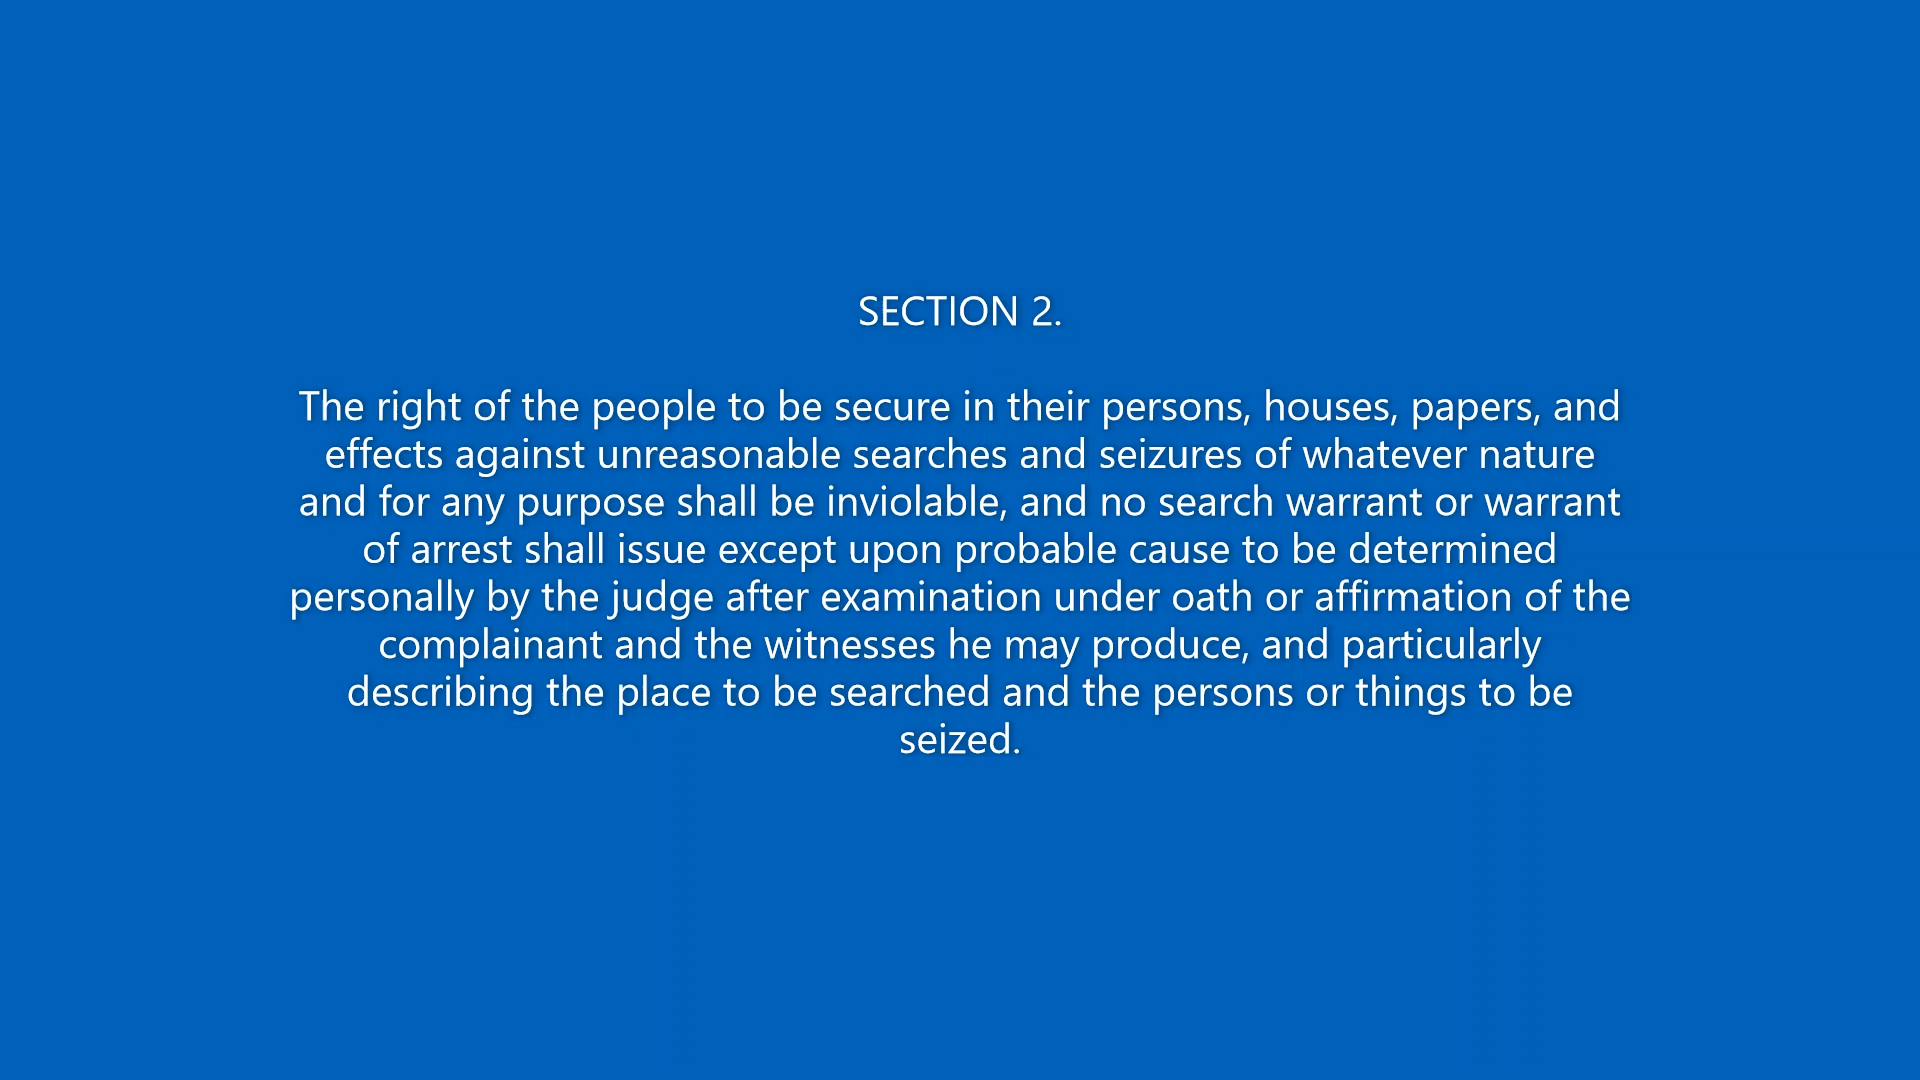 SECTION 2.
The right of the people to be secure in their persons, houses, papers, and
effects against unreasonable searches and seizures of whatever nature
and for any purpose shall be inviolable, and no search warrant or warrant
of arrest shall issue except upon probable cause to be determined
personally by the judge after examination under oath or affirmation of the
complainant and the witnesses he may produce, and particularly
describing the place to be searched and the persons or things to be
seized.